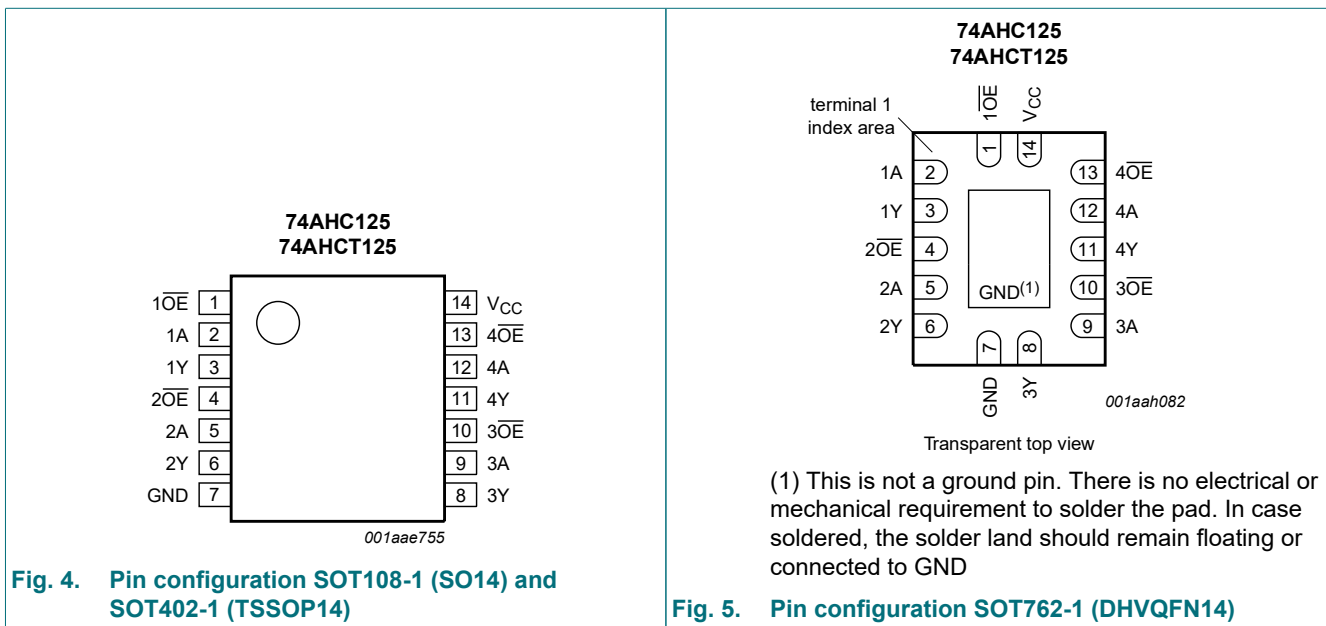 74AHC125
74AHCT125
1OE 1
1A 2
1Y 3
2OE 4
2A 5
2Y 6
GND 7
14 VCC
13 4OE
12 4A
11 4Y
10 3OE
9 3A
8 3Y
001aae755
Fig. 4. Pin configuration SOT108-1 (SO14) and
SOT402-1 (TSSOP14)
74AHC125
74AHCT125
terminal 1
index area
1OE
VCC
1
14
1A 2
1Y 3
2OE 4
2A 5
2Y 6
13 4OE
12 4A
11 4Y
10 3OE
9 3A
GND(1)
7
8
GND
3Y
001aah082
Transparent top view
(1) This is not a ground pin. There is no electrical or
mechanical requirement to solder the pad. In case
soldered, the solder land should remain floating or
connected to GND
Fig. 5. Pin configuration SOT762-1 (DHVQFN14)